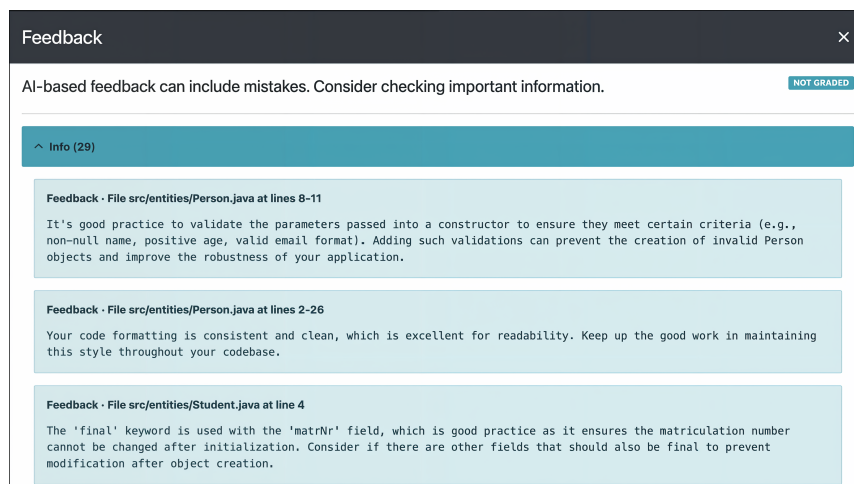 Feedback
AI-based feedback can include mistakes. Consider checking important information.
NOT GRADED
Info (29)
Feedback · File src/entities/Person.java at lines 8-11
It's good practice to validate the parameters passed into a constructor to ensure they meet certain criteria (e.g.,
non-null name, positive age, valid email format). Adding such validations can prevent the creation of invalid Person
objects and improve the robustness of your application.
Feedback · File src/entities/Person.java at lines 2-26
Your code formatting is consistent and clean, which is excellent for readability. Keep up the good work in maintaining
this style throughout your codebase.
Feedback · File src/entities/Student.java at line 4
The 'final' keyword is used with the 'matrNr' field, which is good practice as it ensures the matriculation number
cannot be changed after initialization. Consider if there are other fields that should also be final to prevent
modification after object creation.